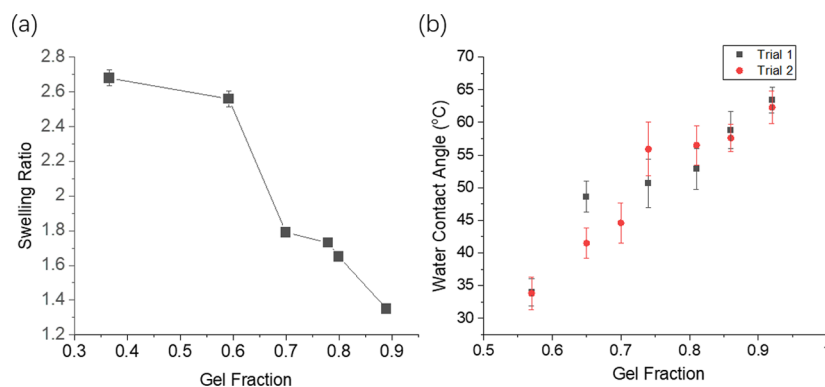 (a)
2.8
2.6
2.4
2.2
2.0
1.8
1.6
1.4
1.2
Swelling Ratio
0.3 0.4 0.5 0.6 0.7 0.8 0.9
Gel Fraction
(b)
Trial 1
Trial 2
70
65
60
55
50
45
40
35
30
Water Contact Angle (°C)
0.5 0.6 0.7 0.8 0.9
Gel Fraction